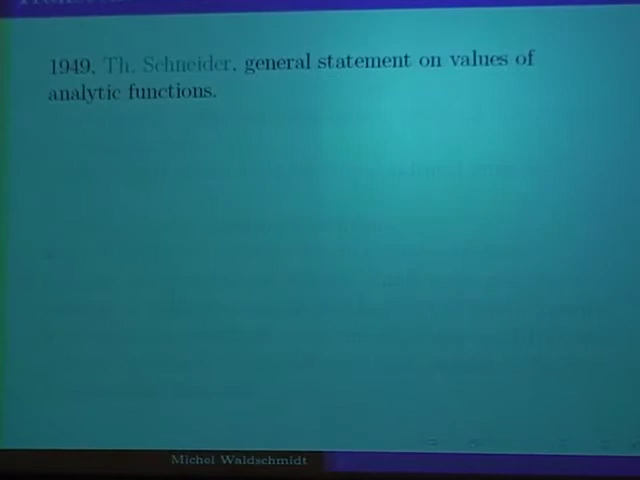 1949, Th. Schneider, general statement on values of
analytic functions.
Michel Waldschmidt